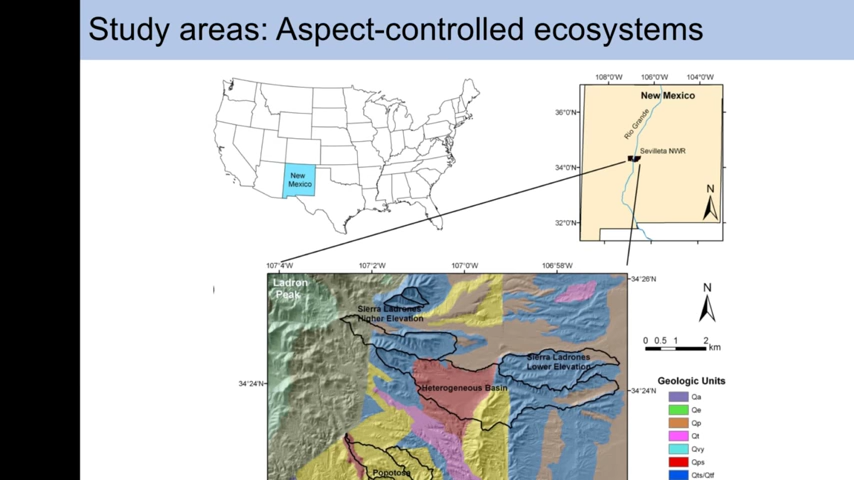 Study areas: Aspect-controlled ecosystems
New
Mexico
108°0'W 106°0'W 104°0'W
New Mexico
36°0'N
Rio Grande
Sevilleta NWR
34°0'N
N
32°0'N
107°4'W 107°2'W 107°0'W 106°58'W
34°26'N
Ladron
Peak
Sierra Ladrones
Higher Elevation
N
0 0.5 1 2
km
Sierra Ladrones
Lower Elevation
34°24'N
Heterogeneous Basin
34°24'N
Geologic Units
Qa
Qe
Qp
Qt
Qvy
Qps
Qts/Qtf
Popotosa